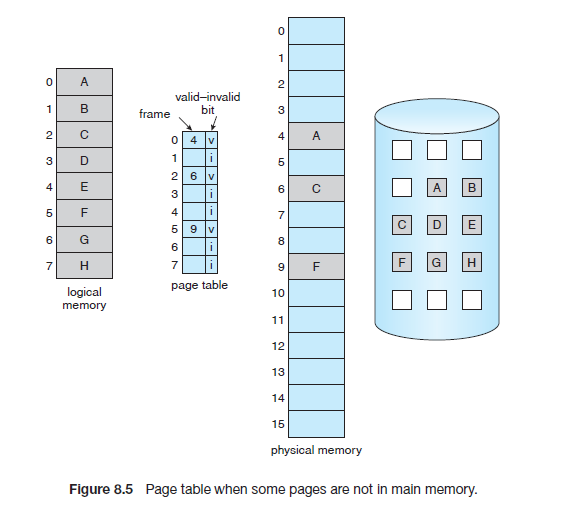 0 A
1 B
2 C
3 D
4 E
5 F
6 G
7 H
logical
memory
valid–invalid
bit
frame
0 4 v
1 i
2 6 v
3 i
4 i
5 9 v
6 i
7 i
page table
0
1
2
3
4 A
5
6 C
7
8
9 F
10
11
12
13
14
15
physical memory
A B
C D E
F G H
Figure 8.5 Page table when some pages are not in main memory.